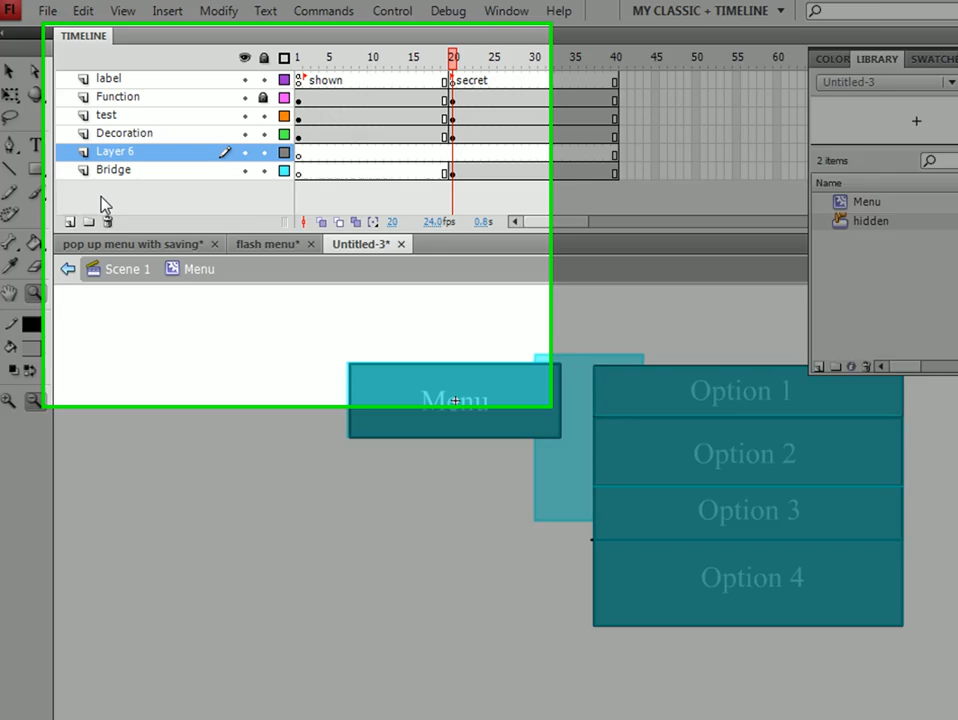 Fl File Edit View Insert Modify Text Commands Control Debug Window Help MY CLASSIC + TIMELINE
TIMELINE
COLOR LIBRARY SWATCHE
1 5 10 15 20 25 30 35 40 45 50 55 60
label shown secret
Untitled-3
Function
test
Decoration
Layer 6
2 items
Bridge
Name
Menu
hidden
20 24.0fps 0.8s
pop up menu with saving* × flash menu* × Untitled-3* ×
Scene 1 Menu
Menu
Option 1
Option 2
Option 3
Option 4